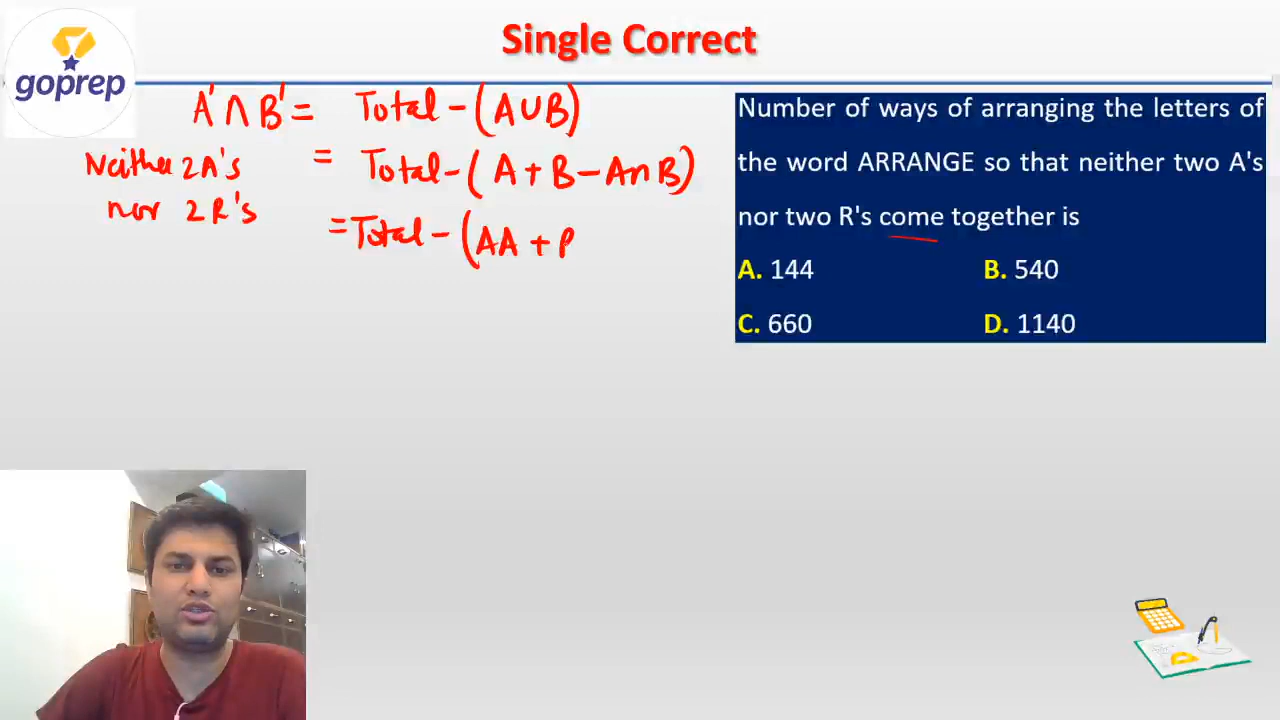 goprep
Single Correct
A' ∩ B' = Total - (A∪B)
Neither 2A's
nor 2R's
= Total - (A + B - A∩B)
= Total - (AA + P
Number of ways of arranging the letters of
the word ARRANGE so that neither two A's
nor two R's come together is
A. 144 B. 540
C. 660 D. 1140